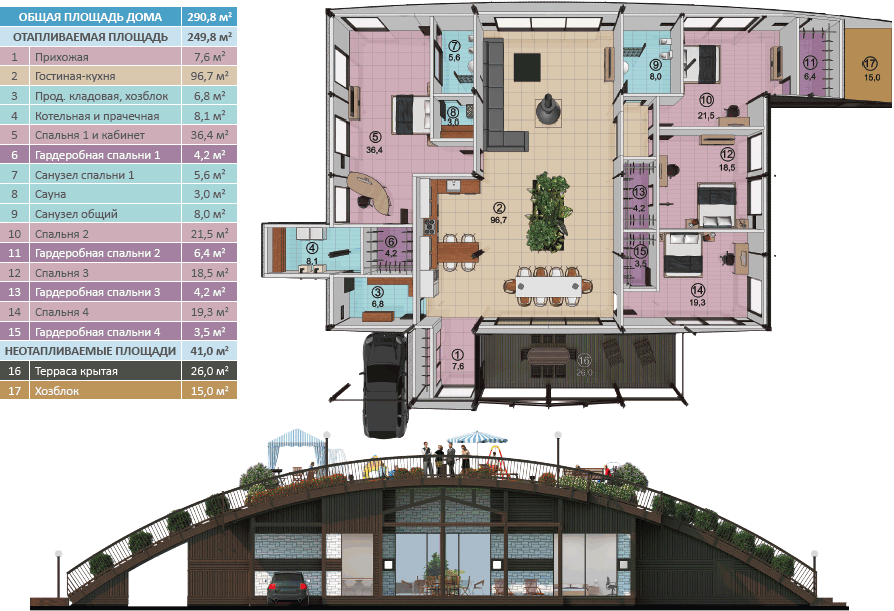 ОБЩАЯ ПЛОЩАДЬ ДОМА 290,8 м²
ОТАПЛИВАЕМАЯ ПЛОЩАДЬ 249,8 м²
1 Прихожая 7,6 м²
2 Гостиная-кухня 96,7 м²
3 Прод. кладовая, хозблок 6,8 м²
4 Котельная и прачечная 8,1 м²
5 Спальня 1 и кабинет 36,4 м²
6 Гардеробная спальни 1 4,2 м²
7 Санузел спальни 1 5,6 м²
8 Сауна 3,0 м²
9 Санузел общий 8,0 м²
10 Спальня 2 21,5 м²
11 Гардеробная спальни 2 6,4 м²
12 Спальня 3 18,5 м²
13 Гардеробная спальни 3 4,2 м²
14 Спальня 4 19,3 м²
15 Гардеробная спальни 4 3,5 м²
НЕОТАПЛИВАЕМЫЕ ПЛОЩАДИ 41,0 м²
16 Терраса крытая 26,0 м²
17 Хозблок 15,0 м²
7
5,6
9
8,0
11
6,4
17
15,0
10
21,5
8
3,0
5
36,4
12
18,5
13
4,2
2
96,7
6
4,2
4
8,1
15
3,5
3
6,8
14
19,3
1
7,6
16
26,0